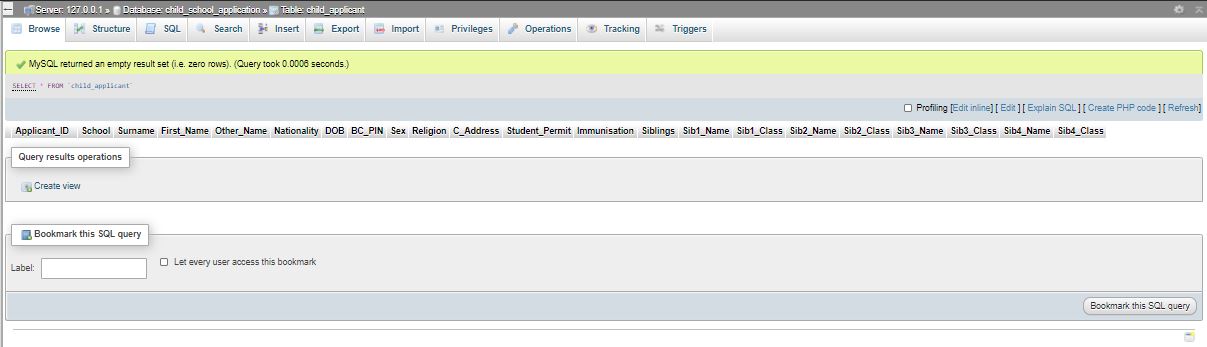 Server: 127.0.0.1 » Database: child_school_application » Table: child_applicant
Browse Structure SQL Search Insert Export Import Privileges Operations Tracking Triggers
MySQL returned an empty result set (i.e. zero rows). (Query took 0.0006 seconds.)
SELECT * FROM `child_applicant`
Profiling [Edit inline] [ Edit ] [ Explain SQL ] [ Create PHP code ] [ Refresh]
Applicant_ID School Surname First_Name Other_Name Nationality DOB BC_PIN Sex Religion C_Address Student_Permit Immunisation Siblings Sib1_Name Sib1_Class Sib2_Name Sib2_Class Sib3_Name Sib3_Class Sib4_Name Sib4_Class
Query results operations
Create view
Bookmark this SQL query
Label: Let every user access this bookmark
Bookmark this SQL query